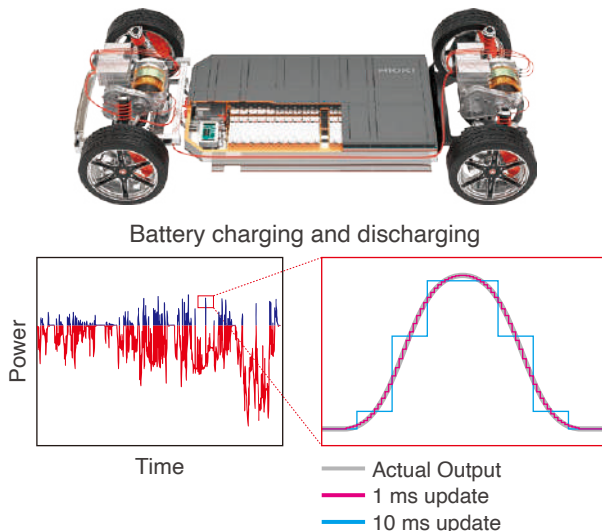 HIOKI
Battery charging and discharging
Power
Time
Actual Output
1 ms update
10 ms update